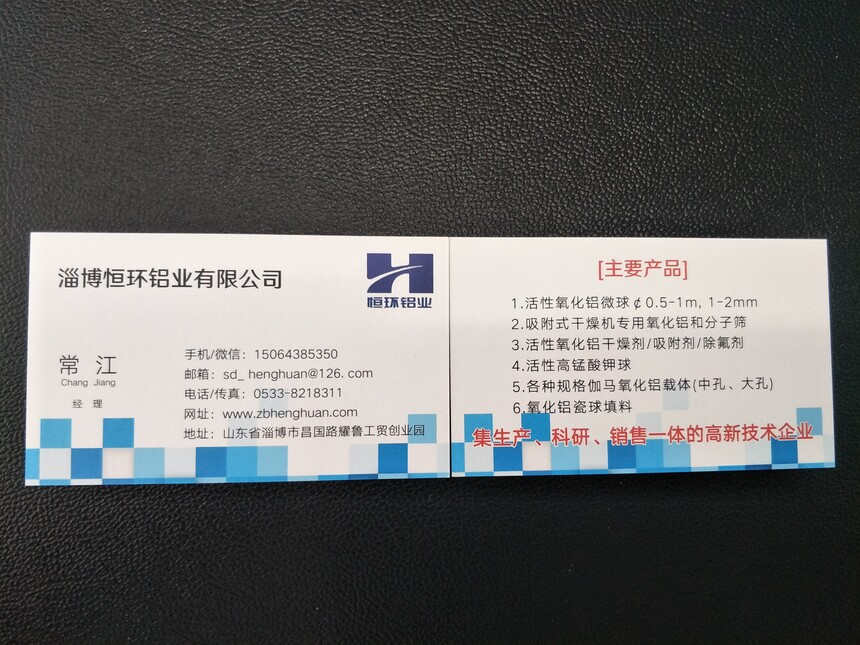 淄博恒环铝业有限公司
恒环铝业
常 江
Chang Jiang
经 理
手机/微信：15064385350
邮箱：sd_ henghuan@126. com
电话/传真：0533-8218311
网址：www.zbhenghuan.com
地址：山东省淄博市昌国路耀鲁工贸创业园
[主要产品]
1.活性氧化铝微球￠0.5-1m, 1-2mm
2.吸附式干燥机专用氧化铝和分子筛
3.活性氧化铝干燥剂/吸附剂/除氟剂
4.活性高锰酸钾球
5.各种规格伽马氧化铝载体(中孔、大孔)
6.氧化铝瓷球填料
集生产、科研、销售一体的高新技术企业